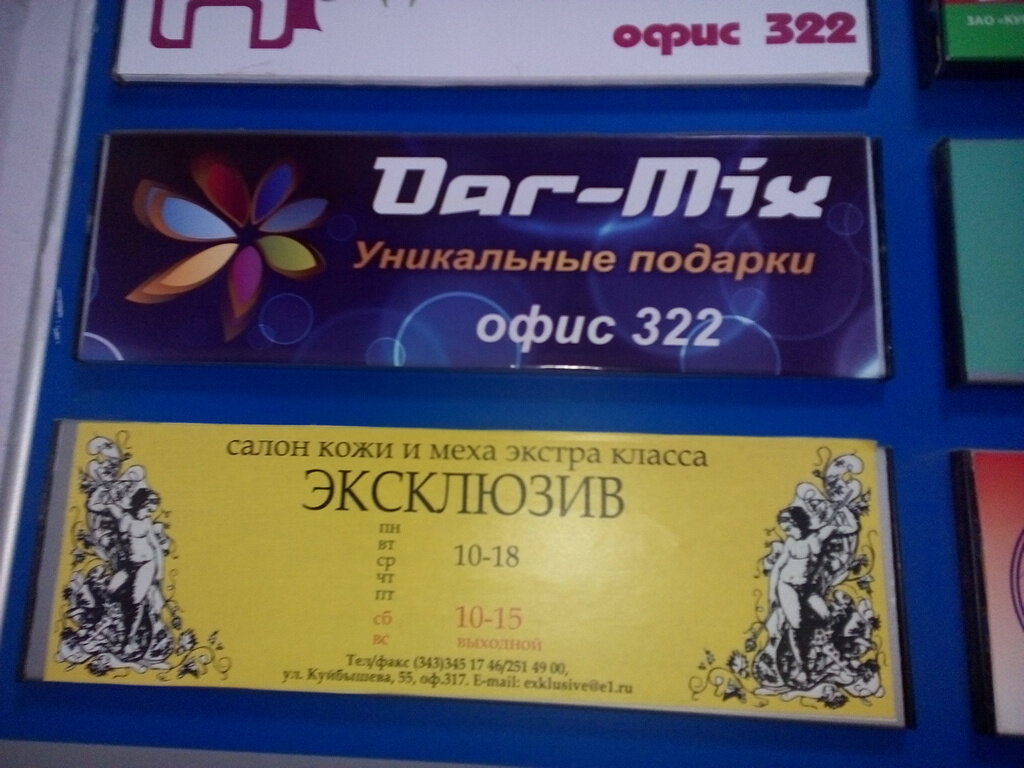 офис 322
ЗАО «КУ
Dar-Mix
Уникальные подарки
офис 322
салон кожи и меха экстра класса
ЭКСКЛЮЗИВ
пн
вт
ср 10-18
чт
пт
сб 10-15
вс выходной
Тел/факс (343)345 17 46/251 49 00,
ул. Куйбышева, 55, оф.317. E-mail: exklusive@e1.ru